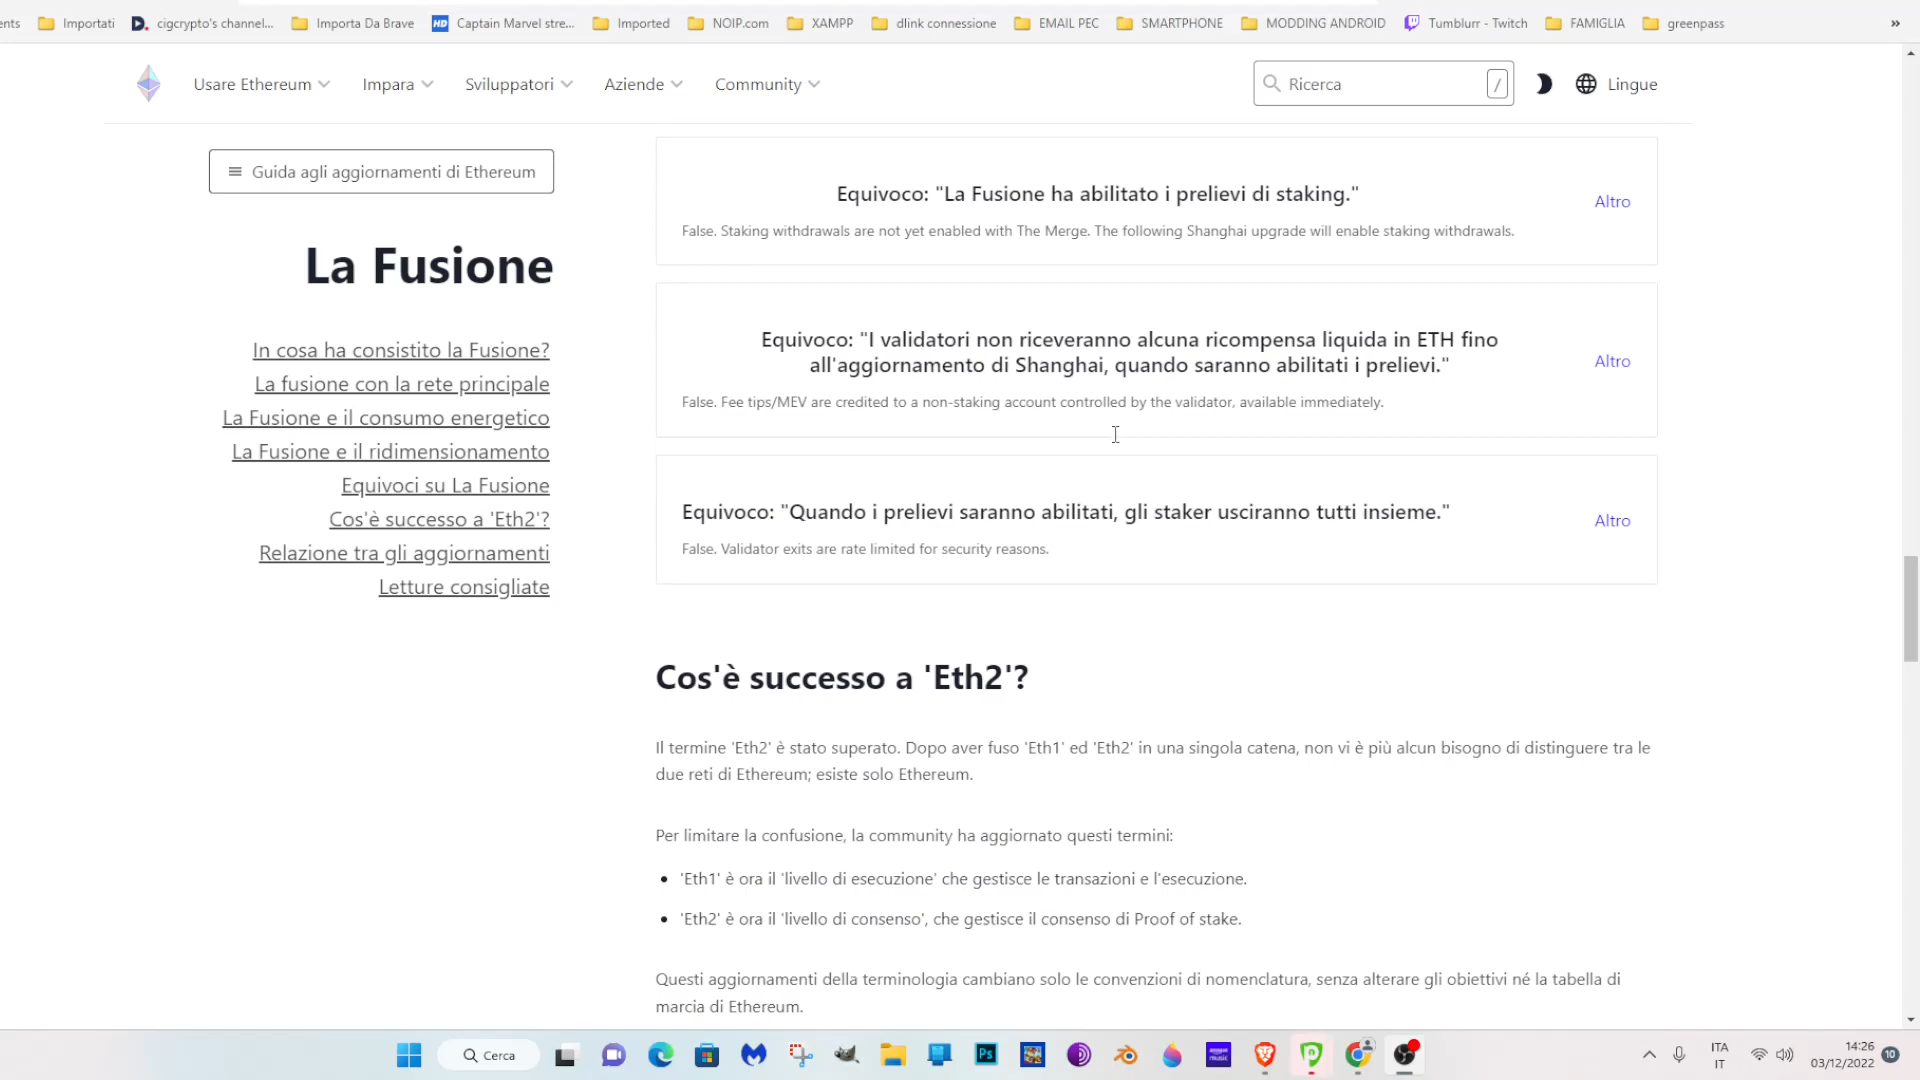 ents
Importati
cigcrypto's channel...
Importa Da Brave
HD
Captain Marvel stre...
Imported
NOIP.com
XAMPP
dlink connessione
EMAIL PEC
SMARTPHONE
MODDING ANDROID
Tumblurr - Twitch
FAMIGLIA
greenpass
»
Usare Ethereum
Impara
Sviluppatori
Aziende
Community
Ricerca
/
Lingue
Guida agli aggiornamenti di Ethereum
La Fusione
In cosa ha consistito la Fusione?
La fusione con la rete principale
La Fusione e il consumo energetico
La Fusione e il ridimensionamento
Equivoci su La Fusione
Cos'è successo a 'Eth2'?
Relazione tra gli aggiornamenti
Letture consigliate
Equivoco: "La Fusione ha abilitato i prelievi di staking."
Altro
False. Staking withdrawals are not yet enabled with The Merge. The following Shanghai upgrade will enable staking withdrawals.
Equivoco: "I validatori non riceveranno alcuna ricompensa liquida in ETH fino
all'aggiornamento di Shanghai, quando saranno abilitati i prelievi."
Altro
False. Fee tips/MEV are credited to a non-staking account controlled by the validator, available immediately.
Equivoco: "Quando i prelievi saranno abilitati, gli staker usciranno tutti insieme."
Altro
False. Validator exits are rate limited for security reasons.
Cos'è successo a 'Eth2'?
Il termine 'Eth2' è stato superato. Dopo aver fuso 'Eth1' ed 'Eth2' in una singola catena, non vi è più alcun bisogno di distinguere tra le
due reti di Ethereum; esiste solo Ethereum.
Per limitare la confusione, la community ha aggiornato questi termini:
• 'Eth1' è ora il 'livello di esecuzione' che gestisce le transazioni e l'esecuzione.
• 'Eth2' è ora il 'livello di consenso', che gestisce il consenso di Proof of stake.
Questi aggiornamenti della terminologia cambiano solo le convenzioni di nomenclatura, senza alterare gli obiettivi né la tabella di
marcia di Ethereum.
Cerca
Ps
ITA
IT
14:26
03/12/2022
10